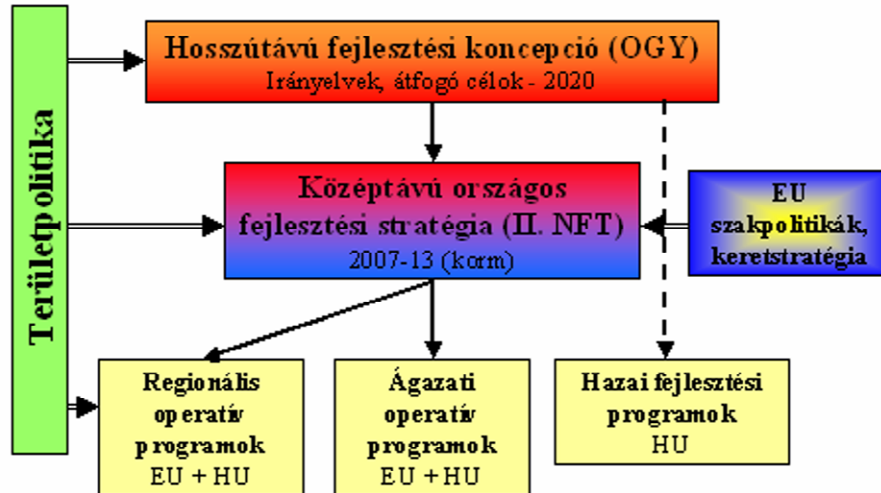 Területpolitika
Hosszútávú fejlesztési koncepció (OGY)
Irányelvek, átfogó célok - 2020
Középtávú országos
fejlesztési stratégia (II. NFT)
2007-13 (korm)
EU
szakpolitikák,
keretstratégia
Regionális
operatív
programok
EU + HU
Ágazati
operatív
programok
EU + HU
Hazai fejlesztési
programok
HU